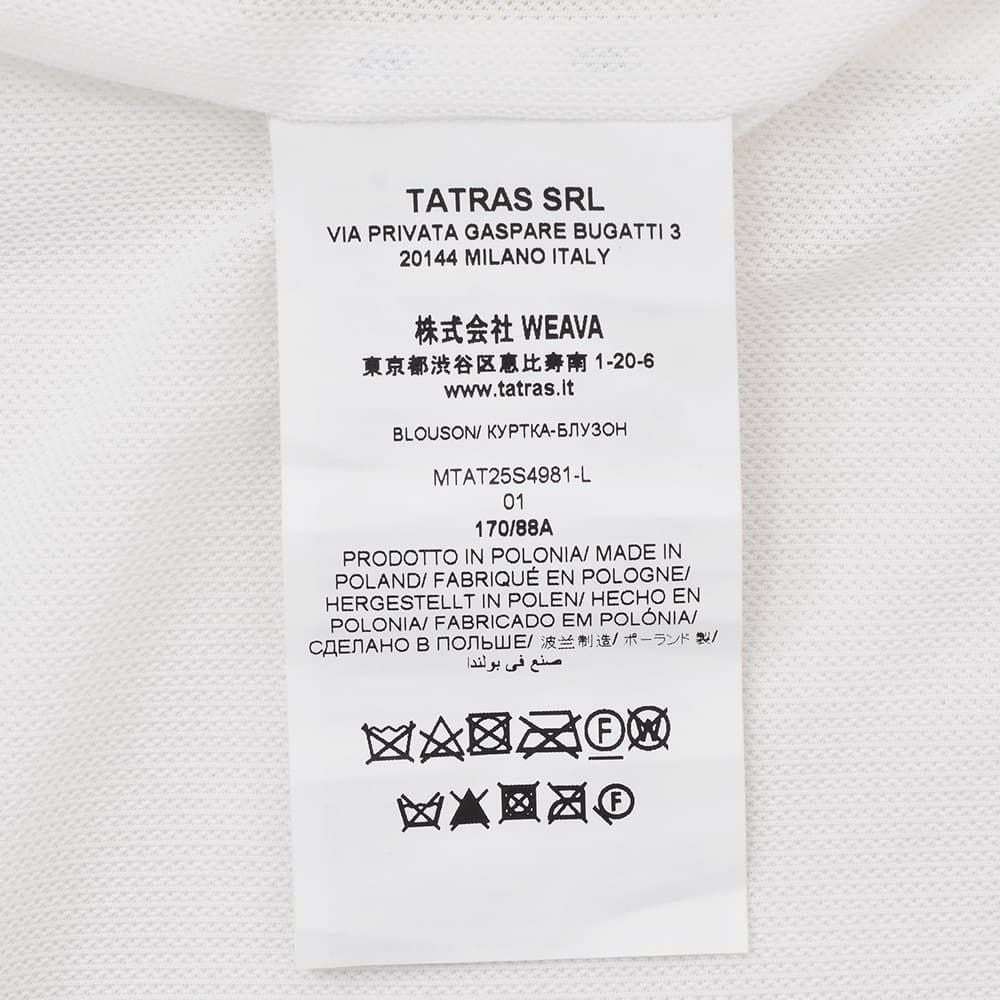 TATRAS SRL
VIA PRIVATA GASPARE BUGATTI 3
20144 MILANO ITALY
株式会社 WEAVA
東京都渋谷区恵比寿南 1-20-6
www.tatras.it
BLOUSON/ КУРТКА-БЛУЗОН
MTAT25S4981-L
01
170/88A
PRODOTTO IN POLONIA/ MADE IN
POLAND/ FABRIQUÉ EN POLOGNE/
HERGESTELLT IN POLEN/ HECHO EN
POLONIA/ FABRICADO EM POLÓNIA/
СДЕЛАНО В ПОЛЬШЕ/ 波兰制造/ ポーランド 製/
صنع في بولندا
F W
F